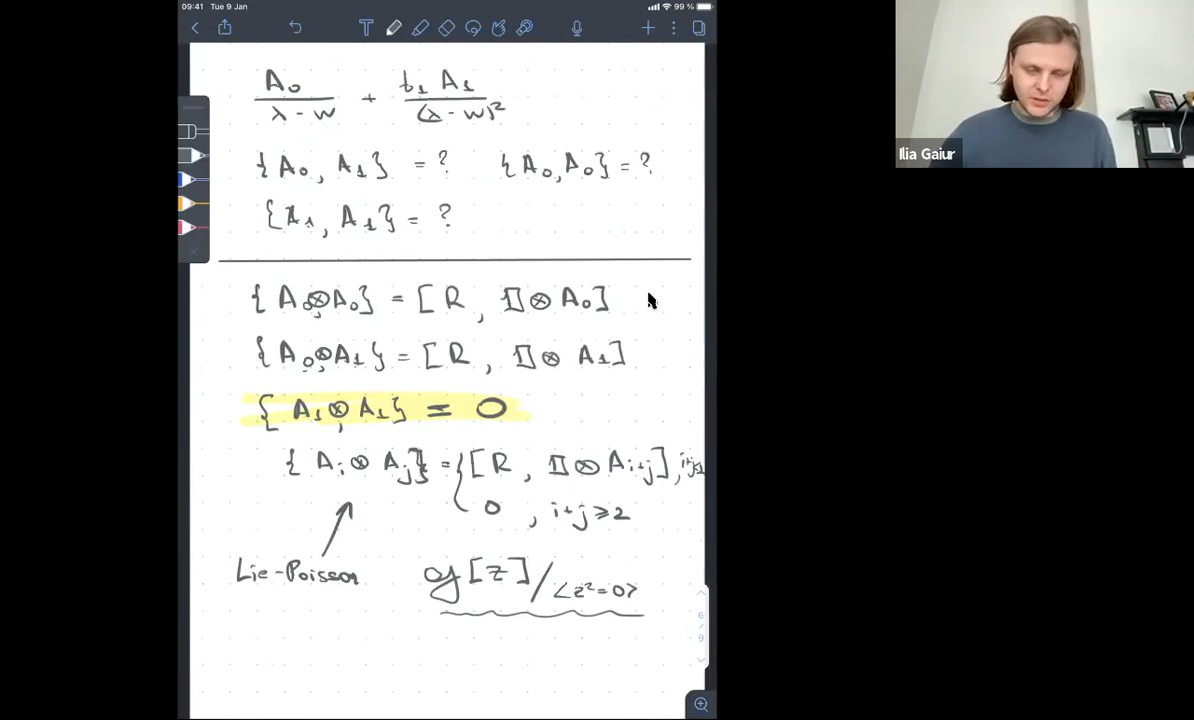 09:41 Tue 9 Jan 99 %
A₀ / (λ - w) + t₁ A₁ / (λ - w)²
{A₀, A₁} = ? {A₀, A₀} = ?
{A₁, A₁} = ?
{A₀ ⊗, A₀} = [R, 𝟙 ⊗ A₀]
{A₀ ⊗, A₁} = [R, 𝟙 ⊗ A₁]
{A₁ ⊗, A₁} = 0
{Aᵢ ⊗ Aⱼ} = { [R, 𝟙 ⊗ Aᵢ₊ⱼ],
0, i+j ≥ 2
Lie-Poisson g[z] / <z²=0>
6
9
Ilia Gaiur